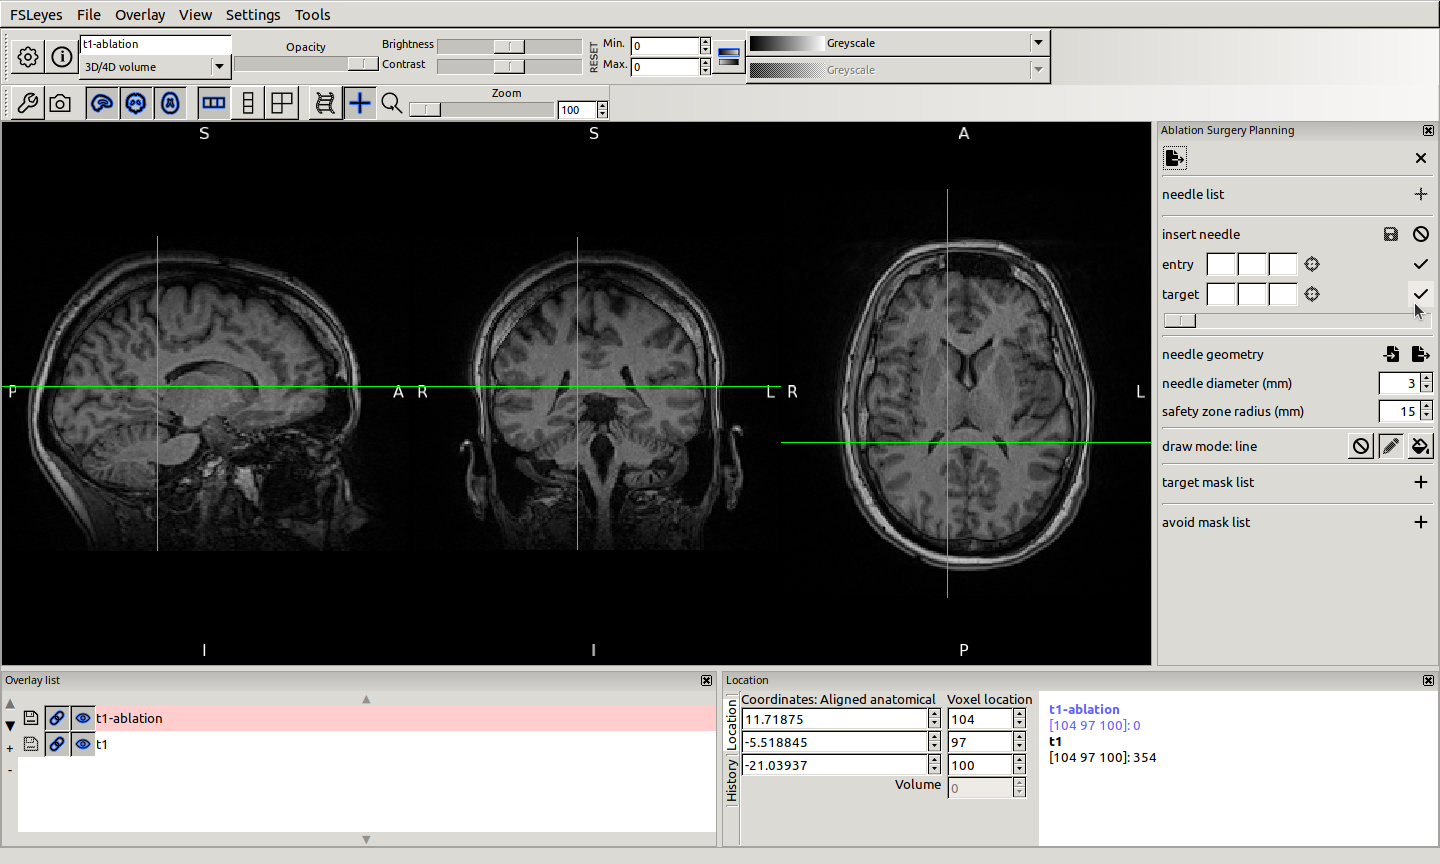 FSLeyes File Overlay View Settings Tools
t1-ablation
3D/4D volume
Opacity
Brightness
Contrast
RESET
Min. 0
Max. 0
Greyscale
Greyscale
Zoom
100
S
P
A
I
S
R
L
I
A
R
L
P
Ablation Surgery Planning
needle list
insert needle
entry
target
needle geometry
needle diameter (mm) 3
safety zone radius (mm) 15
draw mode: line
target mask list
avoid mask list
Overlay list
t1-ablation
t1
Location
Location
History
Coordinates: Aligned anatomical Voxel location
11.71875 104
-5.518845 97
-21.03937 100
Volume 0
t1-ablation
[104 97 100]: 0
t1
[104 97 100]: 354